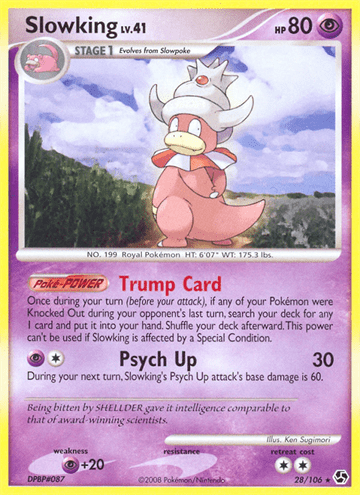 Slowking LV.41 HP 80
STAGE 1 Evolves from Slowpoke
NO. 199 Royal Pokémon HT: 6'07" WT: 175.3 lbs.
Poké-POWER Trump Card
Once during your turn (before your attack), if any of your Pokémon were
Knocked Out during your opponent's last turn, search your deck for any
1 card and put it into your hand. Shuffle your deck afterward. This power
can't be used if Slowking is affected by a Special Condition.
Psych Up 30
During your next turn, Slowking's Psych Up attack's base damage is 60.
Being bitten by SHELLDER gave it intelligence comparable to
that of award-winning scientists.
Illus. Ken Sugimori
weakness resistance retreat cost
+20
DPBP#087 ©2008 Pokémon/Nintendo 28/106